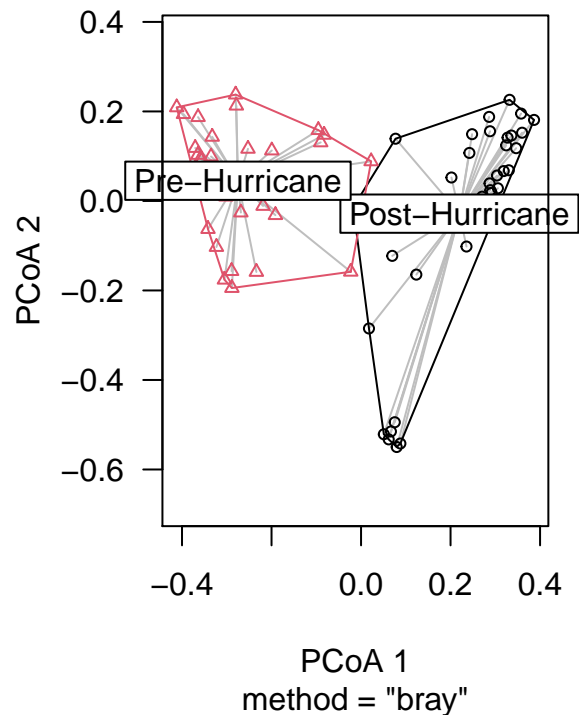 0.4
0.2
0.0
−0.2
−0.4
−0.6
PCoA 2
Pre−Hurricane
Post−Hurricane
−0.4 0.0 0.2 0.4
PCoA 1
method = "bray"